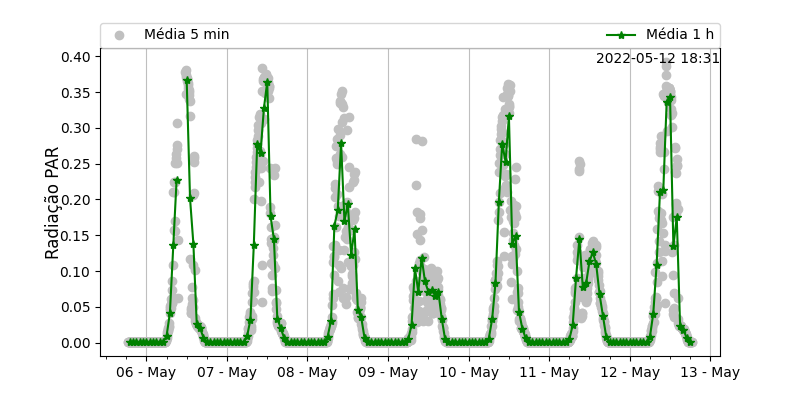 Média 5 min
Média 1 h
2022-05-12 18:31
Radiação PAR
0.40
0.35
0.30
0.25
0.20
0.15
0.10
0.05
0.00
06 - May
07 - May
08 - May
09 - May
10 - May
11 - May
12 - May
13 - May